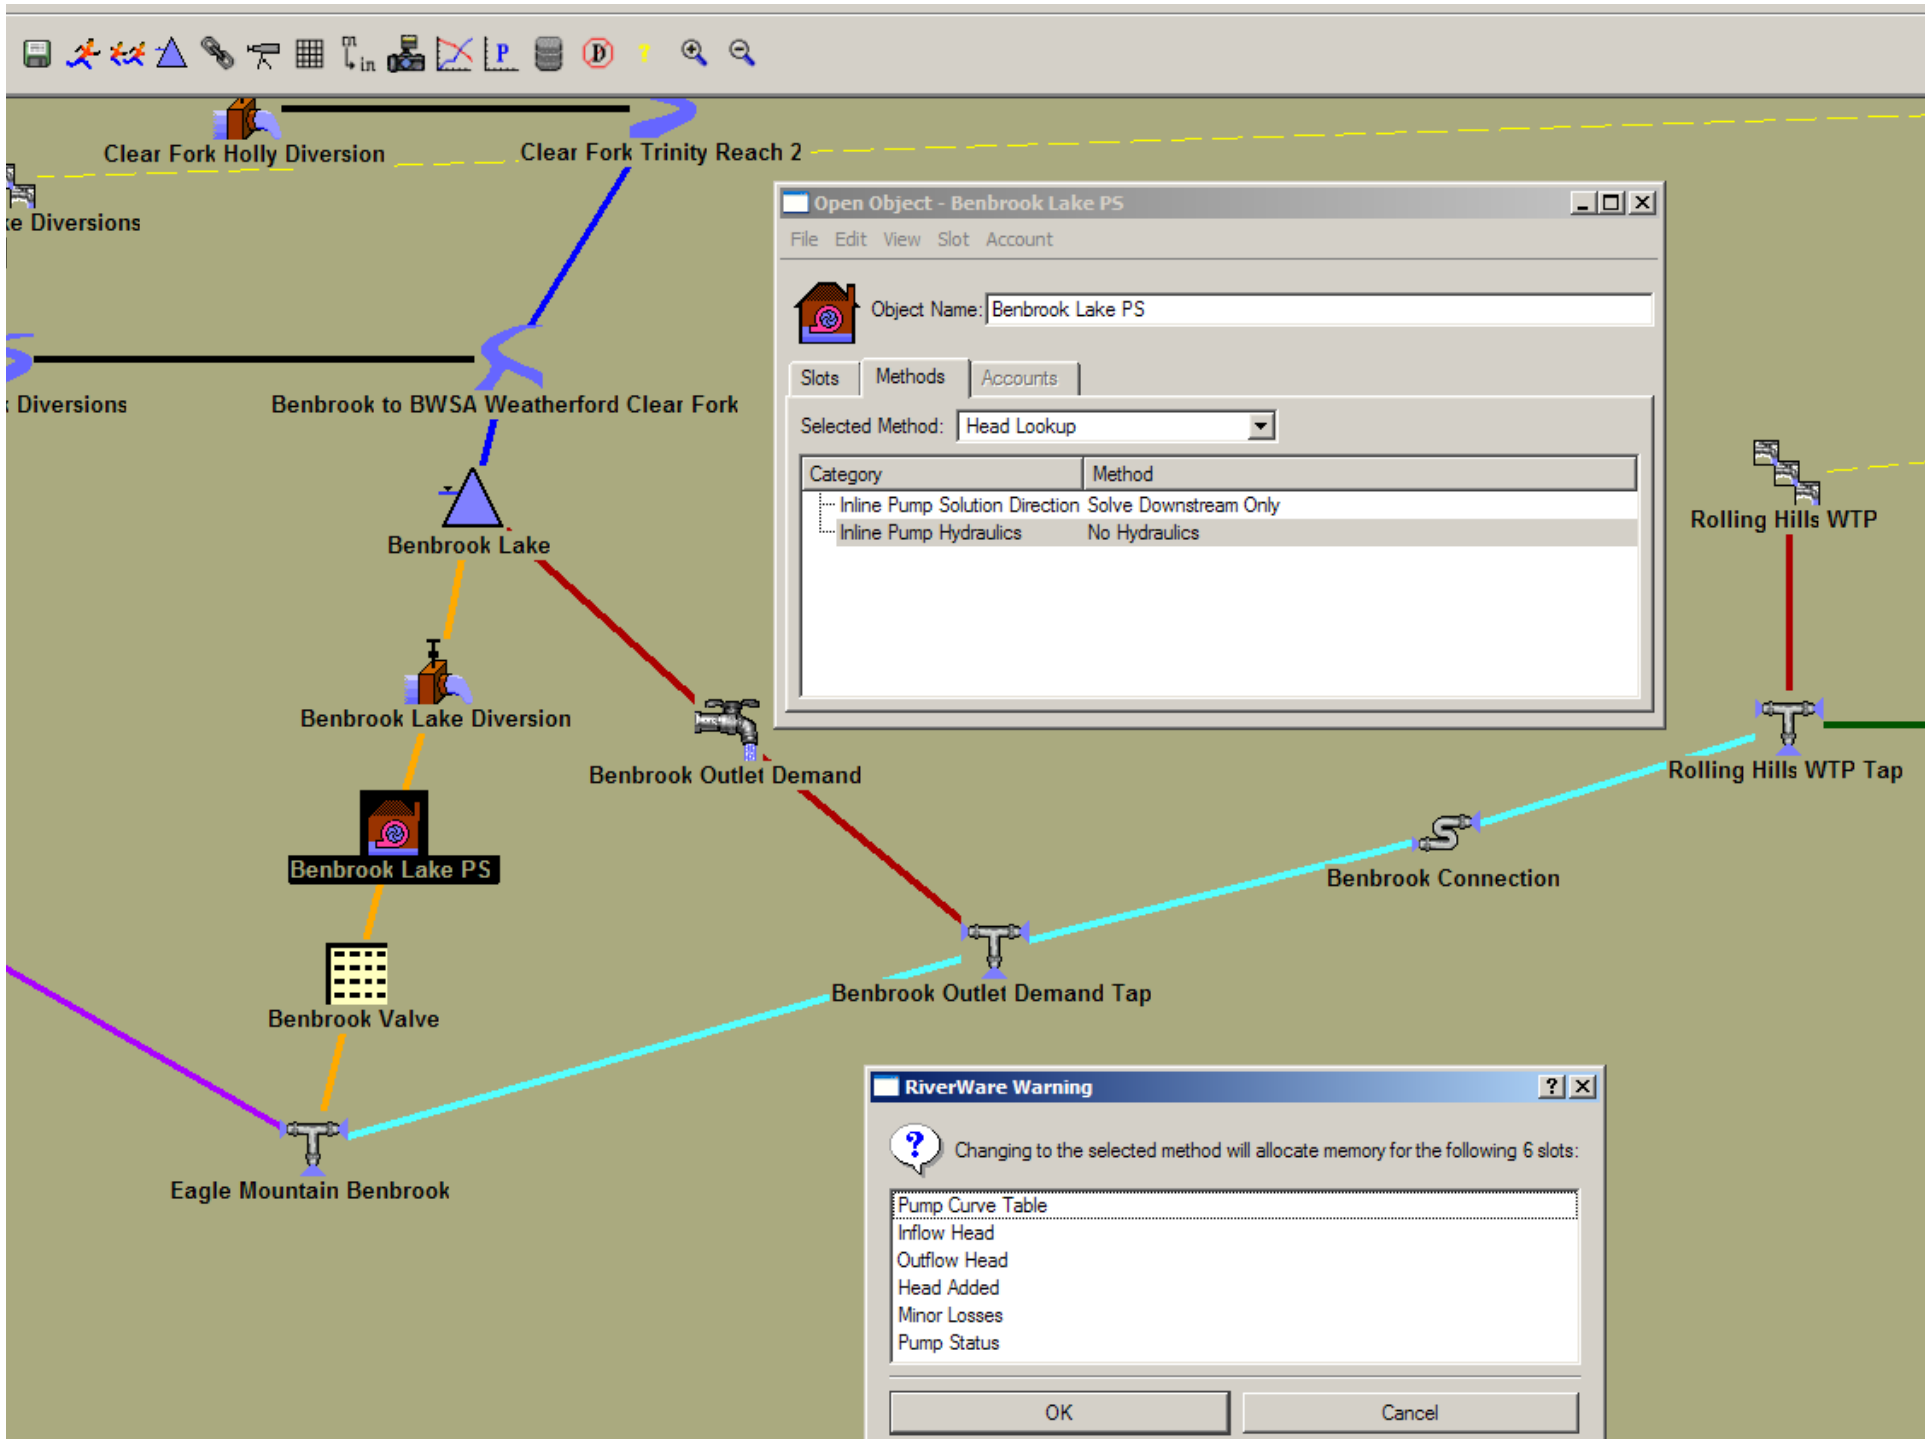 m
in
P
D
?
Clear Fork Holly Diversion
Clear Fork Trinity Reach 2
ke Diversions
Open Object - Benbrook Lake PS
File Edit View Slot Account
Object Name: Benbrook Lake PS
Slots Methods Accounts
Selected Method: Head Lookup
Category Method
Inline Pump Solution Direction Solve Downstream Only
Inline Pump Hydraulics No Hydraulics
Diversions
Benbrook to BWSA Weatherford Clear Fork
Benbrook Lake
Rolling Hills WTP
Benbrook Lake Diversion
Benbrook Outlet Demand
Rolling Hills WTP Tap
Benbrook Lake PS
Benbrook Connection
Benbrook Outlet Demand Tap
Benbrook Valve
Eagle Mountain Benbrook
RiverWare Warning
?
? Changing to the selected method will allocate memory for the following 6 slots:
Pump Curve Table
Inflow Head
Outflow Head
Head Added
Minor Losses
Pump Status
OK Cancel